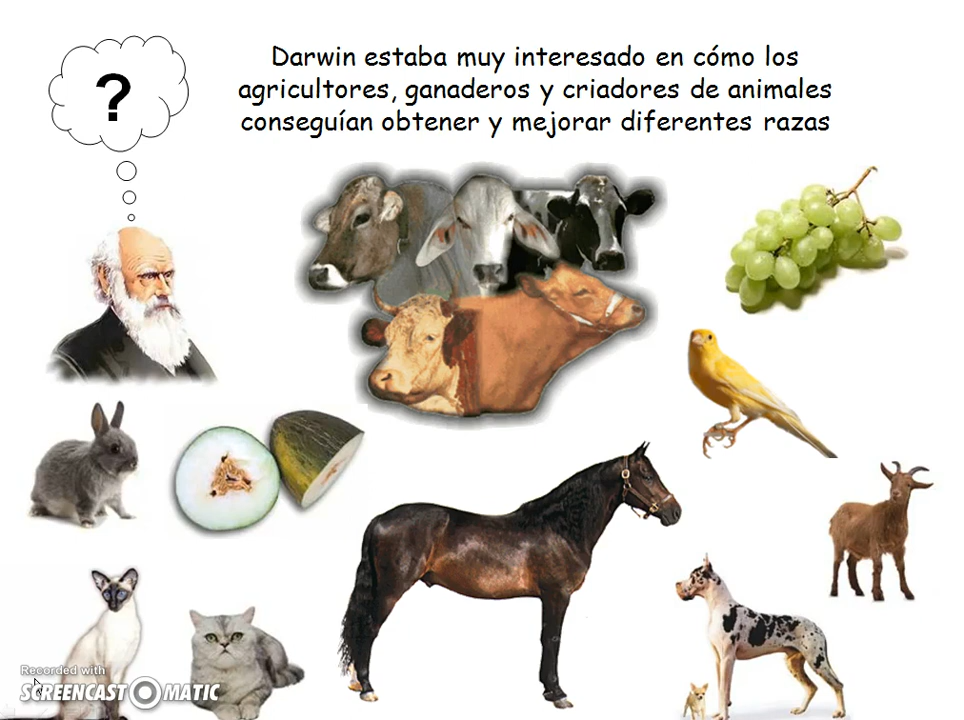 ?
Darwin estaba muy interesado en cómo los
agricultores, ganaderos y criadores de animales
conseguían obtener y mejorar diferentes razas
Recorded with
SCREENCAST O MATIC